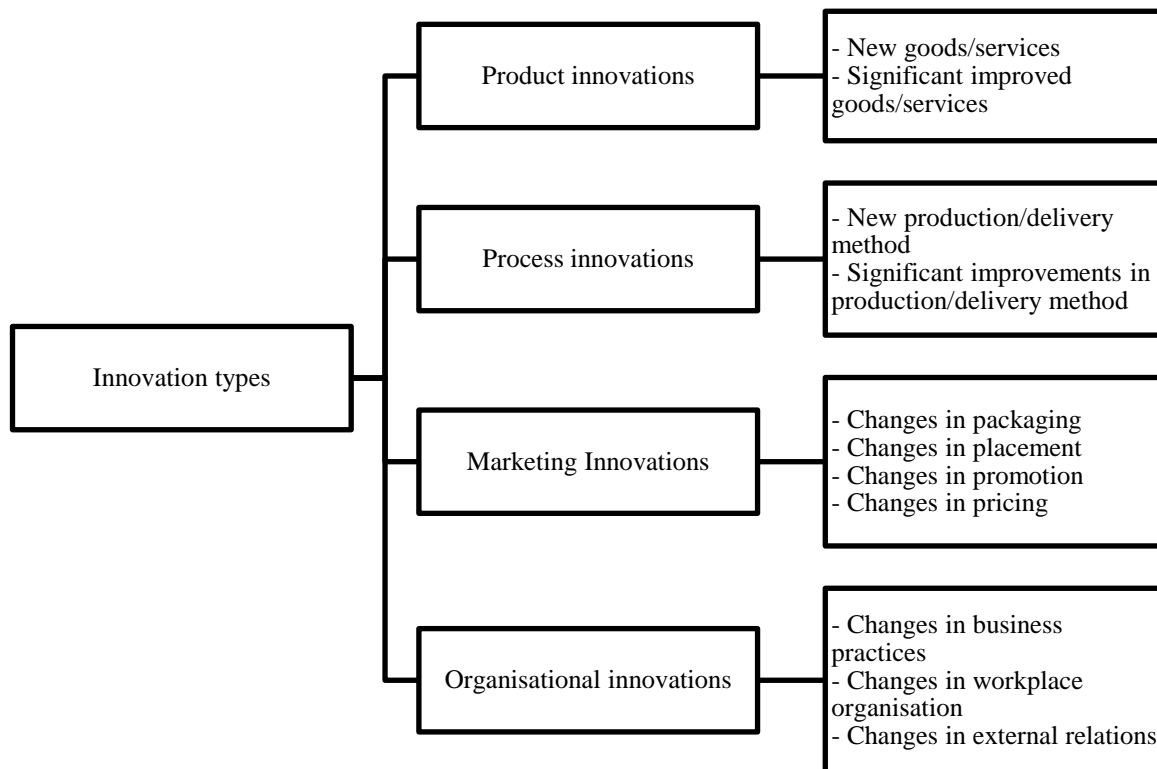 Innovation types
Product innovations
- New goods/services
- Significant improved
goods/services
Process innovations
- New production/delivery
method
- Significant improvements in
production/delivery method
Marketing Innovations
- Changes in packaging
- Changes in placement
- Changes in promotion
- Changes in pricing
Organisational innovations
- Changes in business
practices
- Changes in workplace
organisation
- Changes in external relations